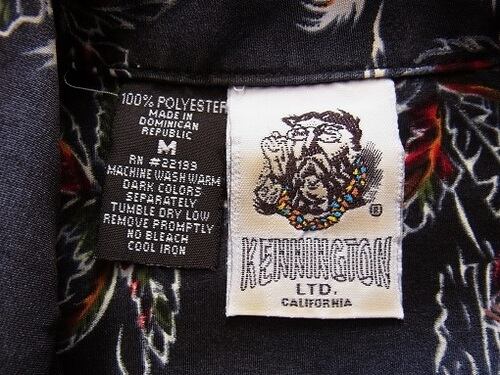 100% POLYESTER
MADE IN
DOMINICAN
REPUBLIC
M
RN #22199
MACHINE WASH WARM
DARK COLORS
SEPARATELY
TUMBLE DRY LOW
REMOVE PROMPTLY
NO BLEACH
COOL IRON
®
KENNINGTON
LTD.
CALIFORNIA